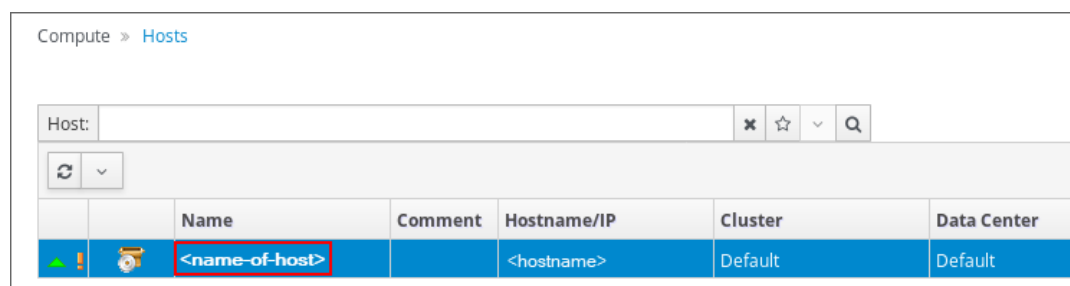 Compute » Hosts
Host:
Name Comment Hostname/IP Cluster Data Center
<name-of-host> <hostname> Default Default